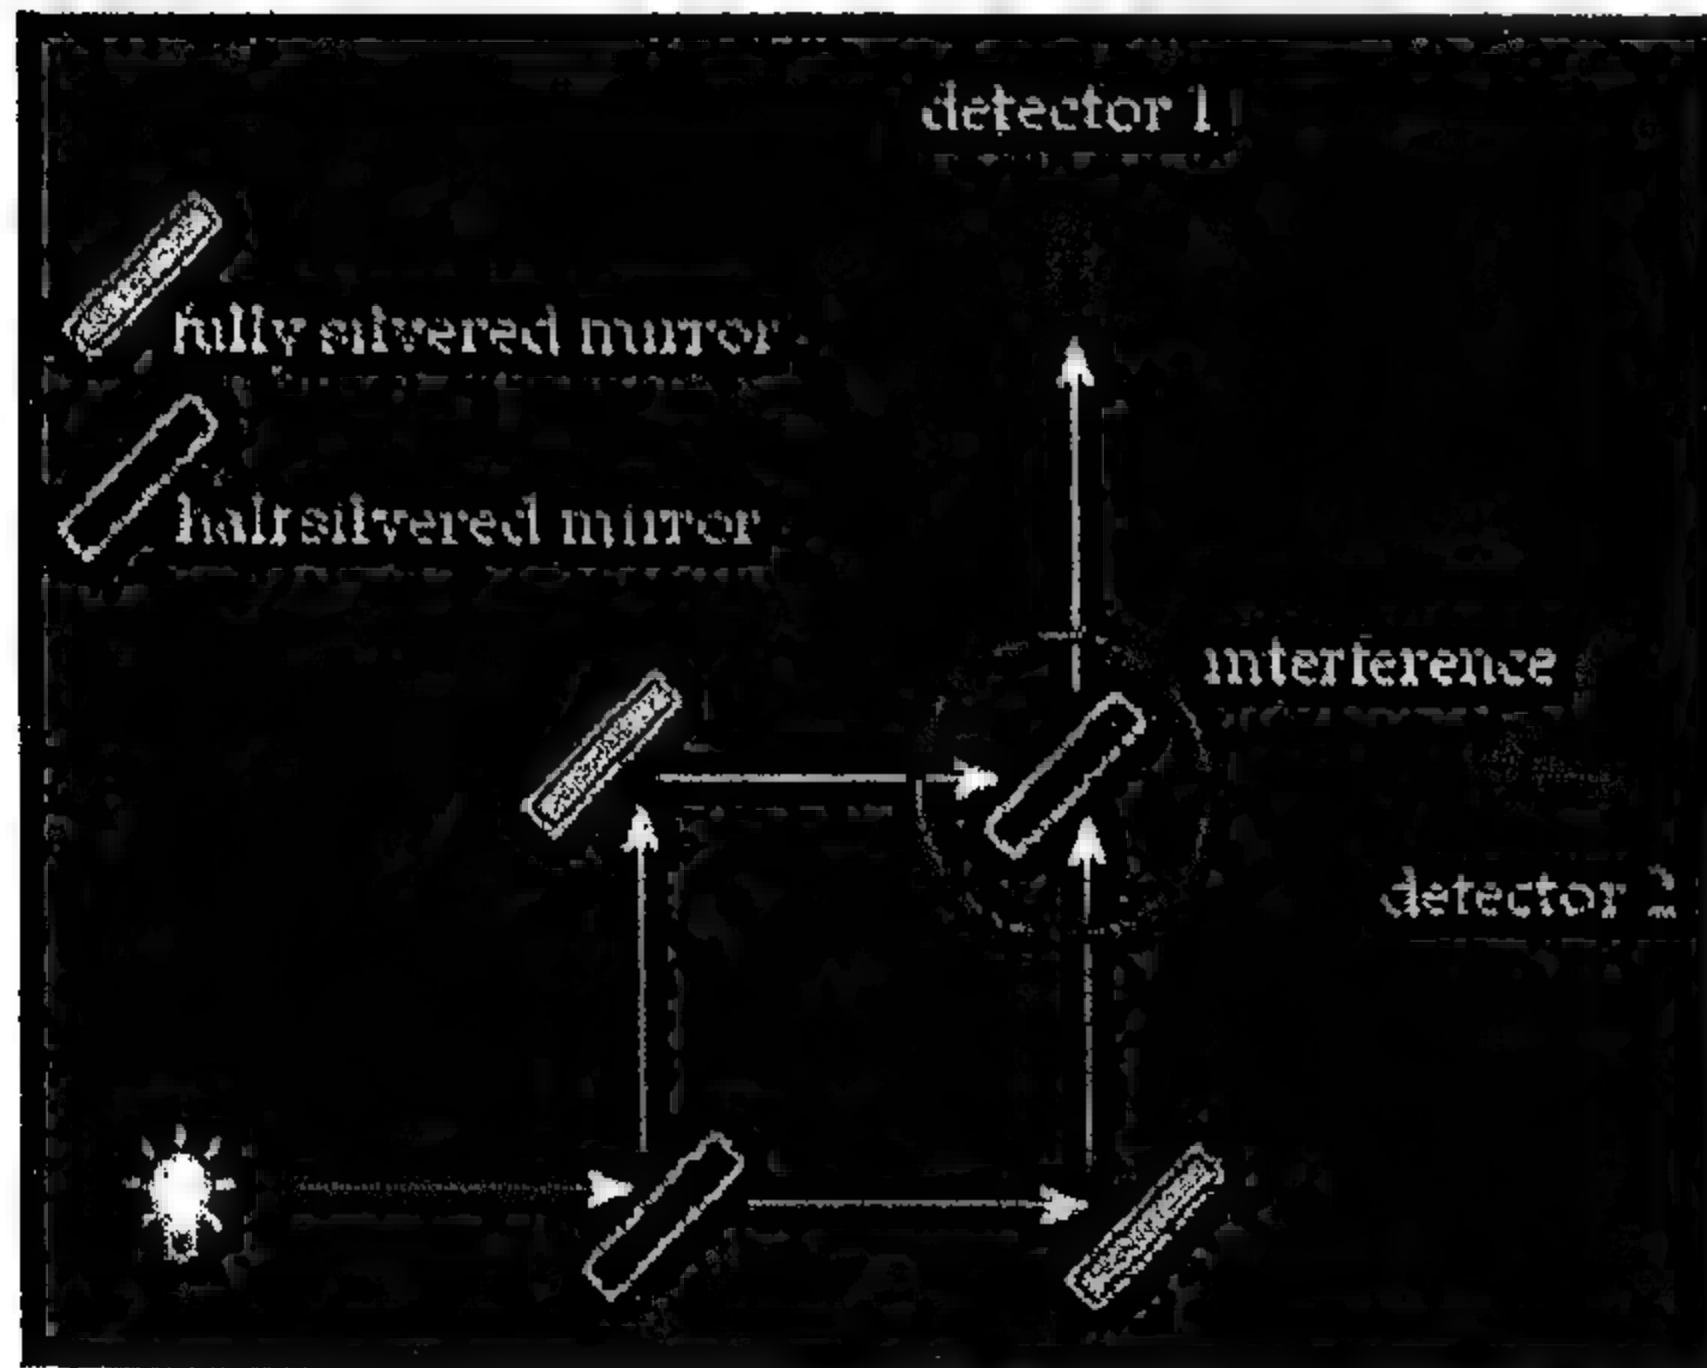 detector 1
fully silvered mirror
half silvered mirror
interference
detector 2